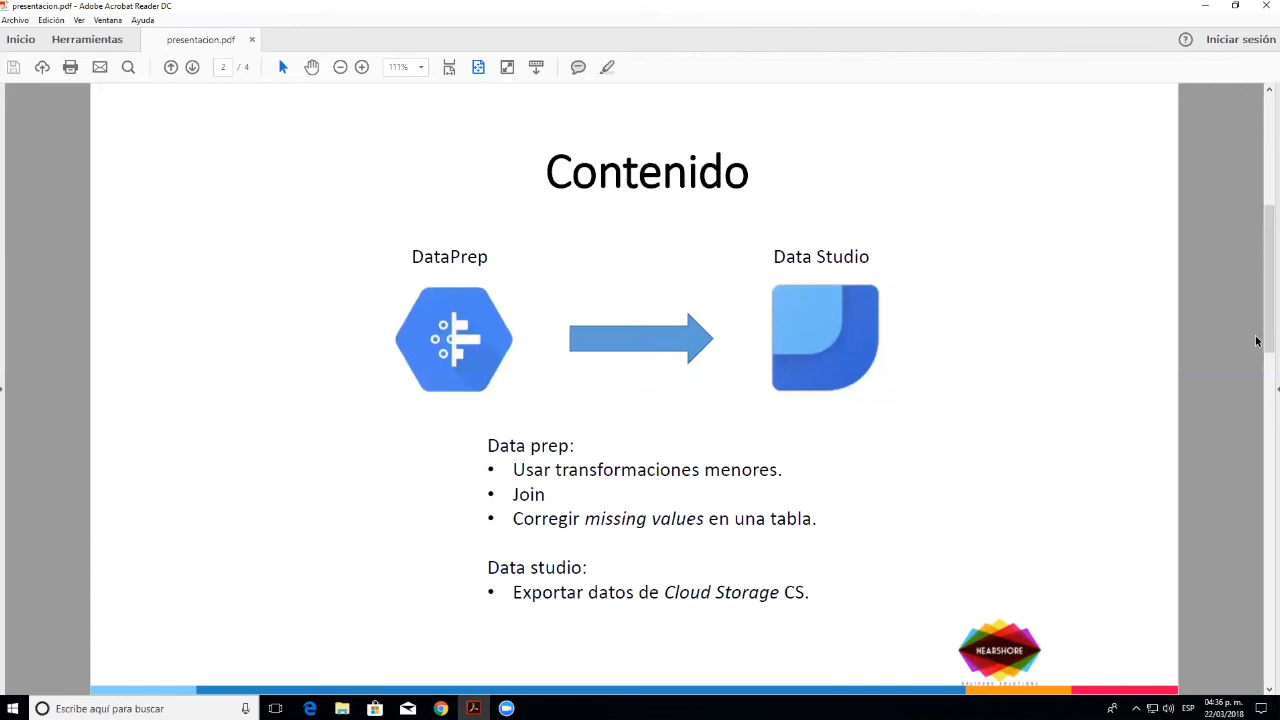 presentacion.pdf - Adobe Acrobat Reader DC
Archivo Edición Ver Ventana Ayuda
Inicio Herramientas presentacion.pdf × Iniciar sesión
2 / 4 111%
Contenido
DataPrep Data Studio
Data prep:
• Usar transformaciones menores.
• Join
• Corregir missing values en una tabla.
Data studio:
• Exportar datos de Cloud Storage CS.
NEARSHORE
DELIVERY SOLUTIONS
Escribe aquí para buscar
ESP
04:36 p. m.
22/03/2018